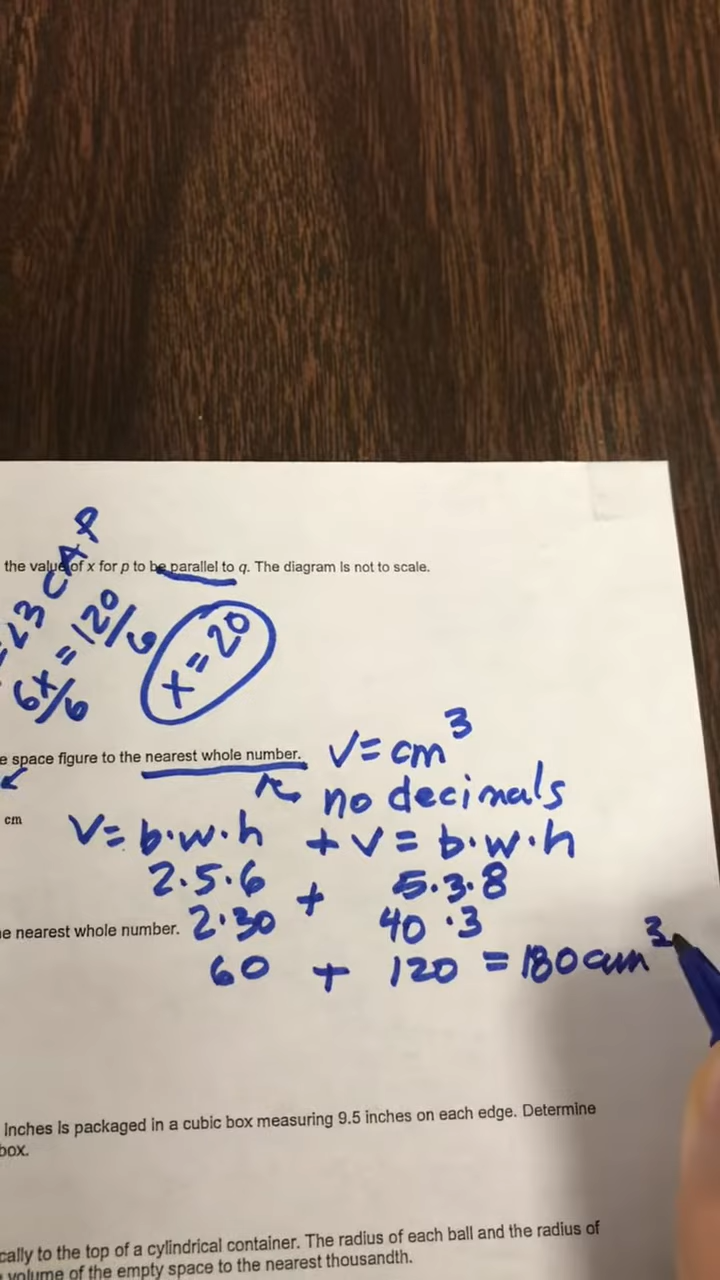 the value of x for p to be parallel to q. The diagram is not to scale.
=23 CAP
6x/6 = 120/6
x = 20
e space figure to the nearest whole number. V = cm³
no decimals
cm
V = b·w·h + V = b·w·h
2·5·6 + 5·3·8
e nearest whole number. 2·30 40·3
60 + 120 = 180 cm³
Inches is packaged in a cubic box measuring 9.5 inches on each edge. Determine
box.
cally to the top of a cylindrical container. The radius of each ball and the radius of
volume of the empty space to the nearest thousandth.